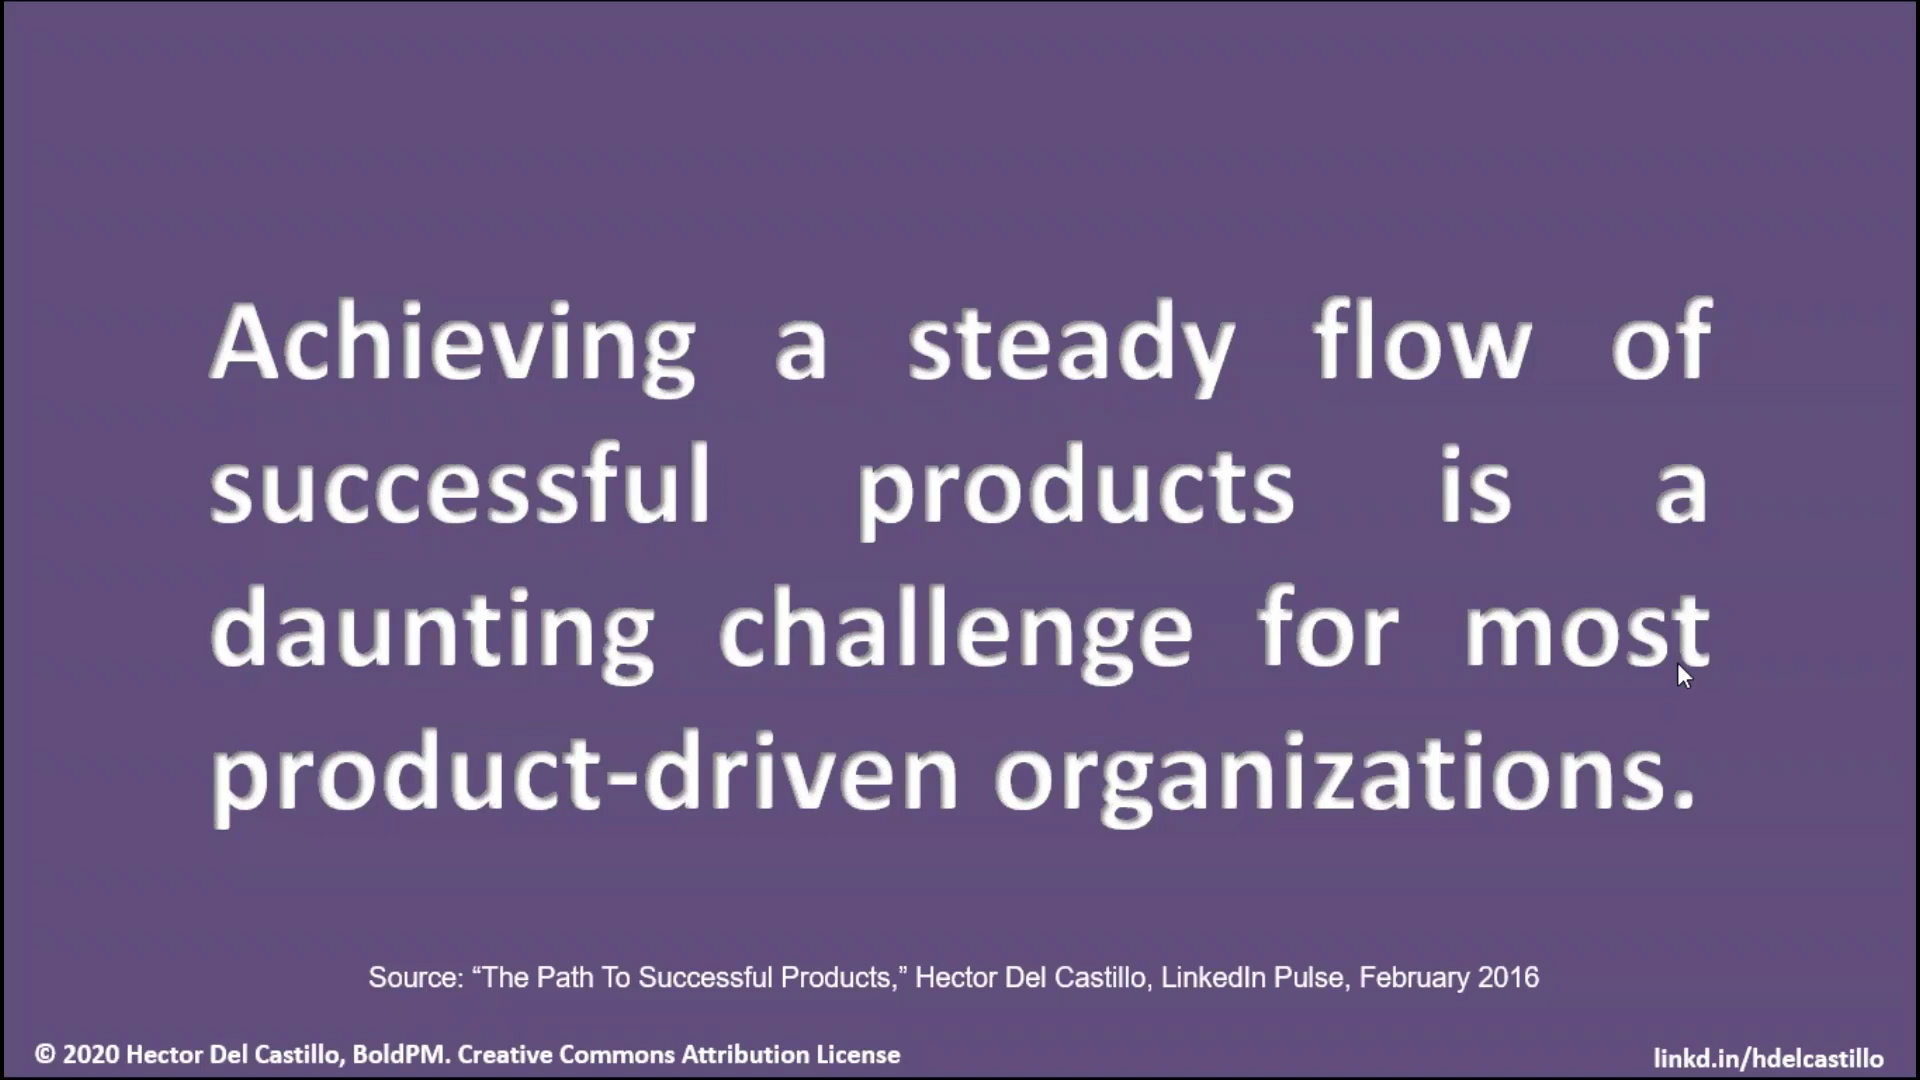 Achieving a steady flow of
successful products is a
daunting challenge for most
product-driven organizations.
Source: “The Path To Successful Products,” Hector Del Castillo, LinkedIn Pulse, February 2016
© 2020 Hector Del Castillo, BoldPM. Creative Commons Attribution License
linkd.in/hdelcastillo